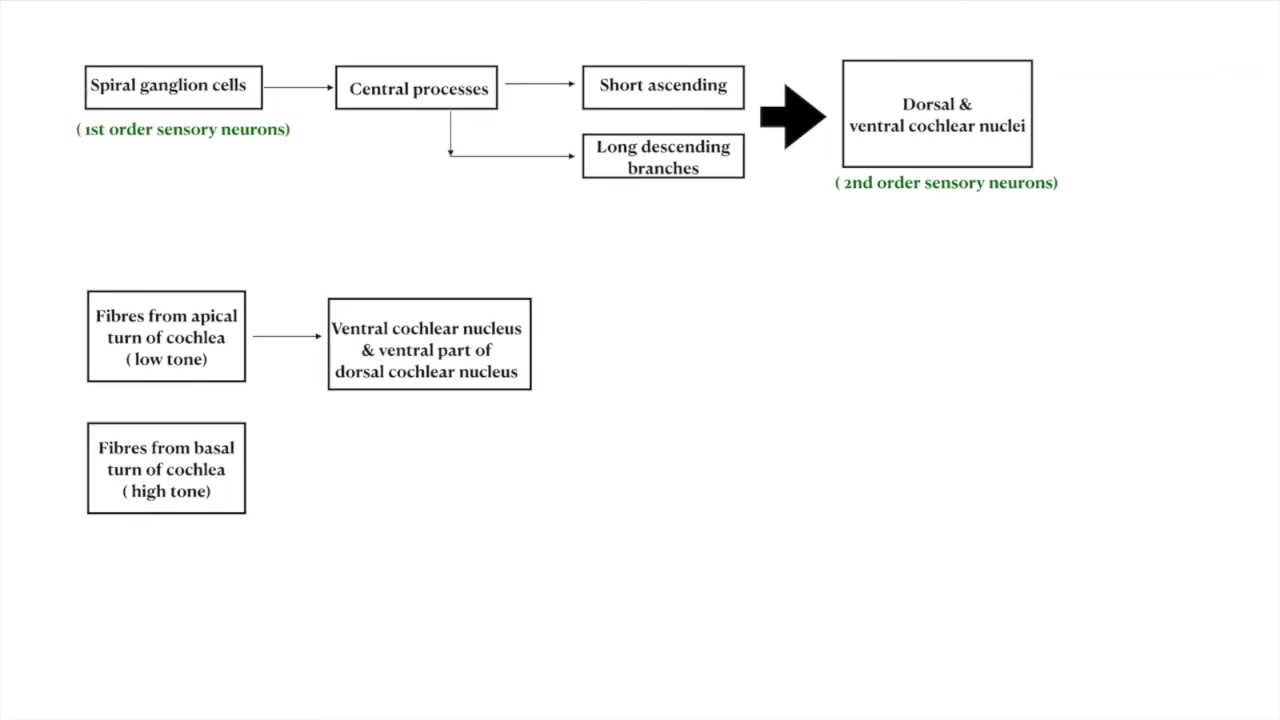 Spiral ganglion cells
( 1st order sensory neurons)
Central processes
Short ascending
Long descending
branches
Dorsal &
ventral cochlear nuclei
( 2nd order sensory neurons)
Fibres from apical
turn of cochlea
( low tone)
Ventral cochlear nucleus
& ventral part of
dorsal cochlear nucleus
Fibres from basal
turn of cochlea
( high tone)